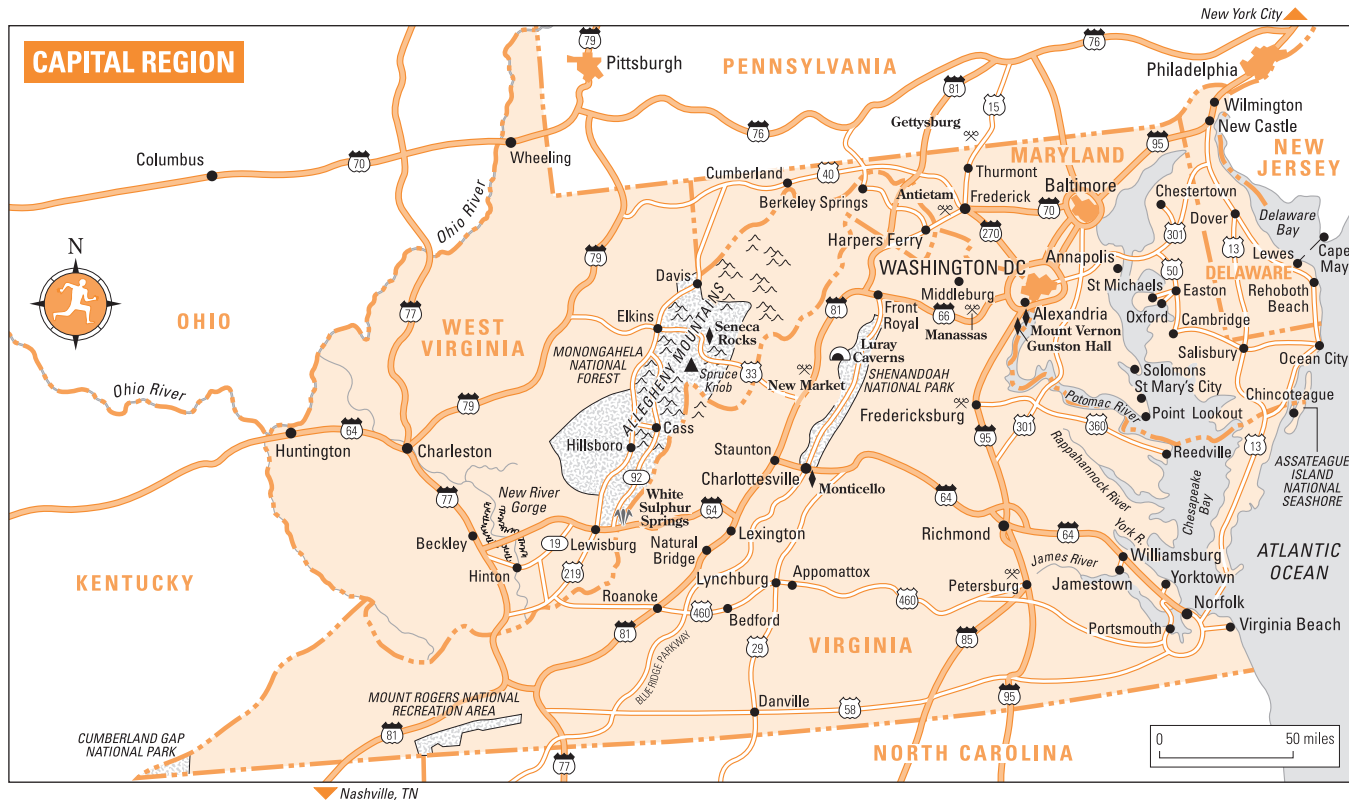 New York City
CAPITAL REGION
79
Pittsburgh
PENNSYLVANIA
76
Philadelphia
81
15
Gettysburg
Wilmington
New Castle
NEW
JERSEY
76
95
Columbus
70
Wheeling
MARYLAND
Cumberland
40
Thurmont
Baltimore
Berkeley Springs
Antietam
Frederick
70
Chestertown
Dover
Delaware
Bay
Ohio River
Harpers Ferry
270
301
13
N
79
WASHINGTON DC
Annapolis
Lewes
Cape
May
Davis
Middleburg
St Michaels
50
DELAWARE
Easton
Rehoboth
Beach
77
OHIO
WEST
VIRGINIA
Elkins
81
Front
Royal
66
Manassas
Alexandria
Mount Vernon
Gunston Hall
Oxford
Cambridge
Seneca
Rocks
MONONGAHELA
NATIONAL
FOREST
ALLEGHENY MOUNTAINS
Spruce
Knob
33
Luray
Caverns
New Market
SHENANDOAH
NATIONAL PARK
Salisbury
Ocean City
Ohio River
Solomons
St Mary's City
Chincoteague
79
Fredericksburg
Potomac River
Point Lookout
64
Huntington
Charleston
Hillsboro
Cass
95
301
360
13
Staunton
Charlottesville
Reedville
ASSATEAGUE
ISLAND
NATIONAL
SEASHORE
92
Monticello
Rappahannock River
Chesapeake
Bay
77
New River
Gorge
White
Sulphur
Springs
64
64
Richmond
York R.
64
Beckley
19
Lewisburg
Natural
Bridge
Lexington
Williamsburg
ATLANTIC
OCEAN
KENTUCKY
Hinton
219
Lynchburg
Appomattox
Petersburg
James River
Jamestown
Yorktown
Roanoke
460
Bedford
460
Norfolk
81
Portsmouth
Virginia Beach
29
VIRGINIA
85
BLUE RIDGE PARKWAY
MOUNT ROGERS NATIONAL
RECREATION AREA
Danville
58
95
81
CUMBERLAND GAP
NATIONAL PARK
77
NORTH CAROLINA
0
50 miles
Nashville, TN